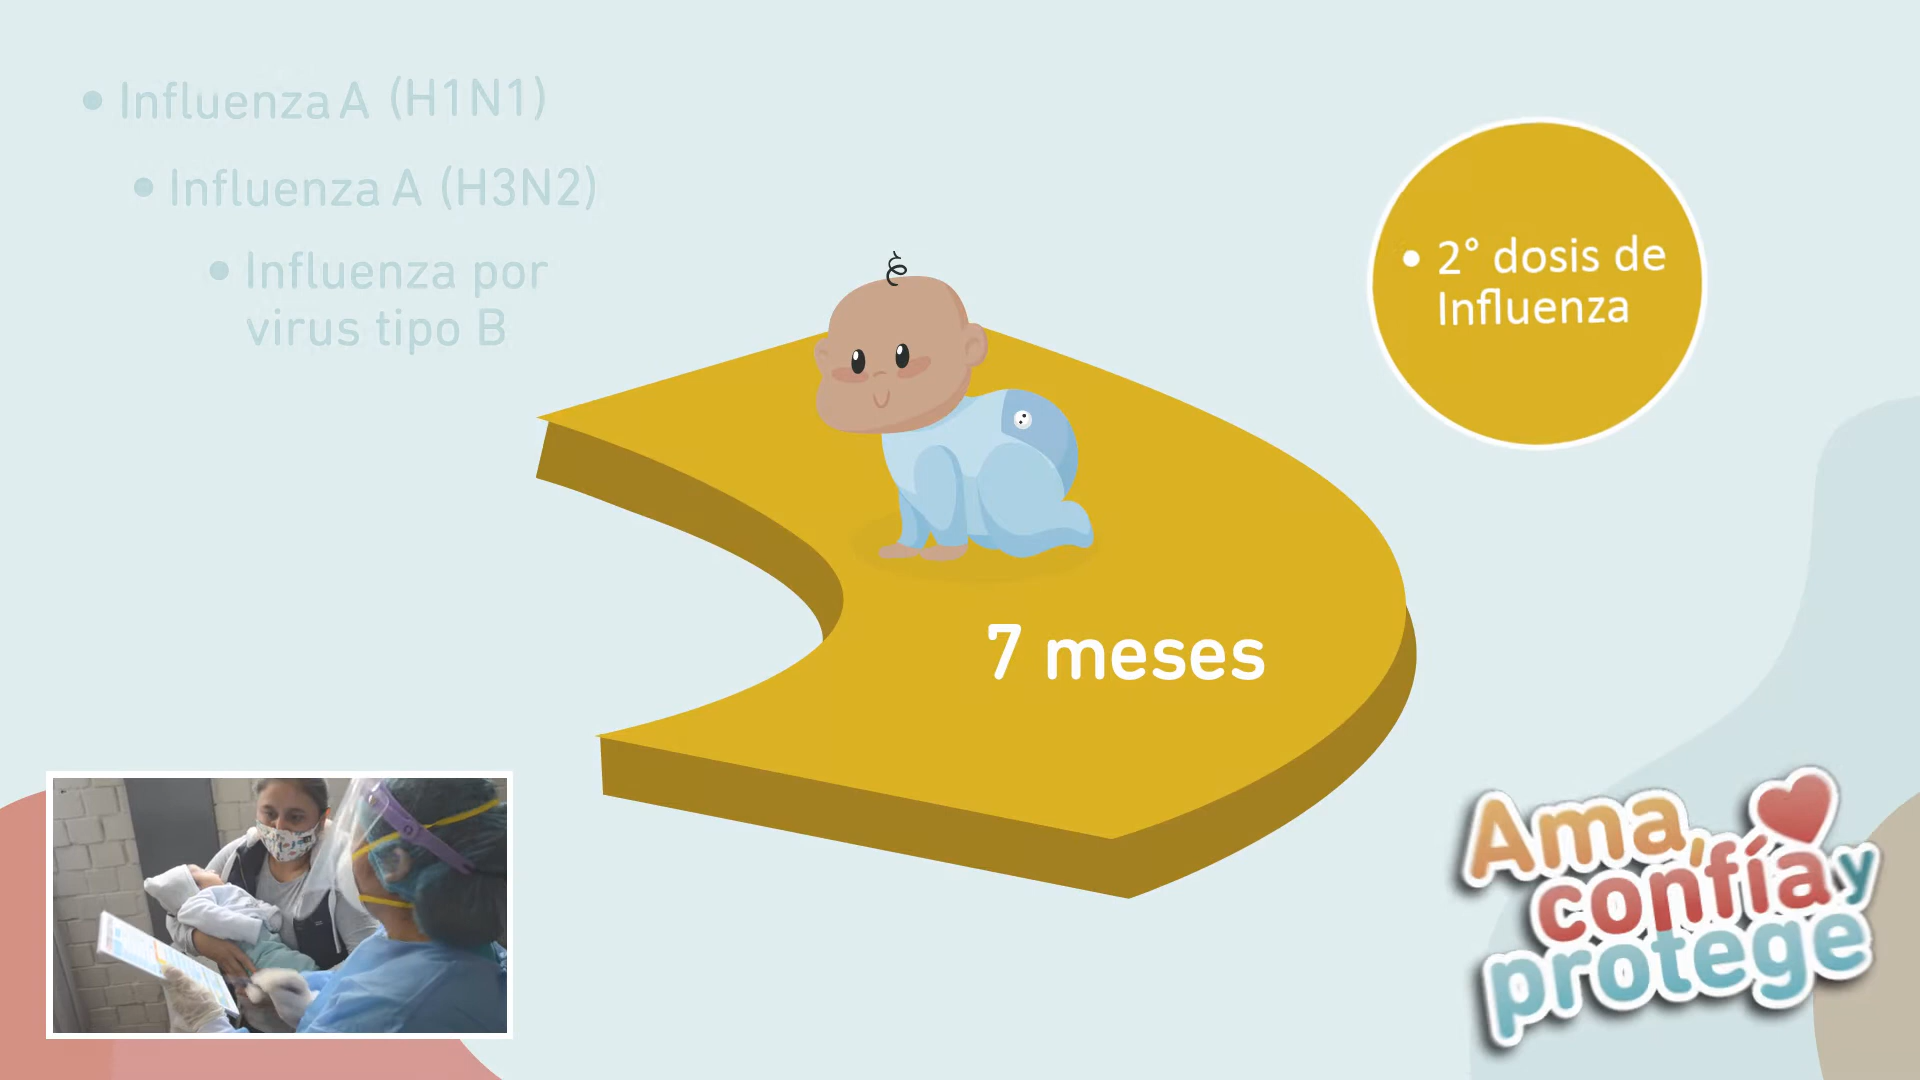 • Influenza A (H1N1)
• Influenza A (H3N2)
• Influenza por
virus tipo B
• 2° dosis de
Influenza
7 meses
Ama,
confía y
protege